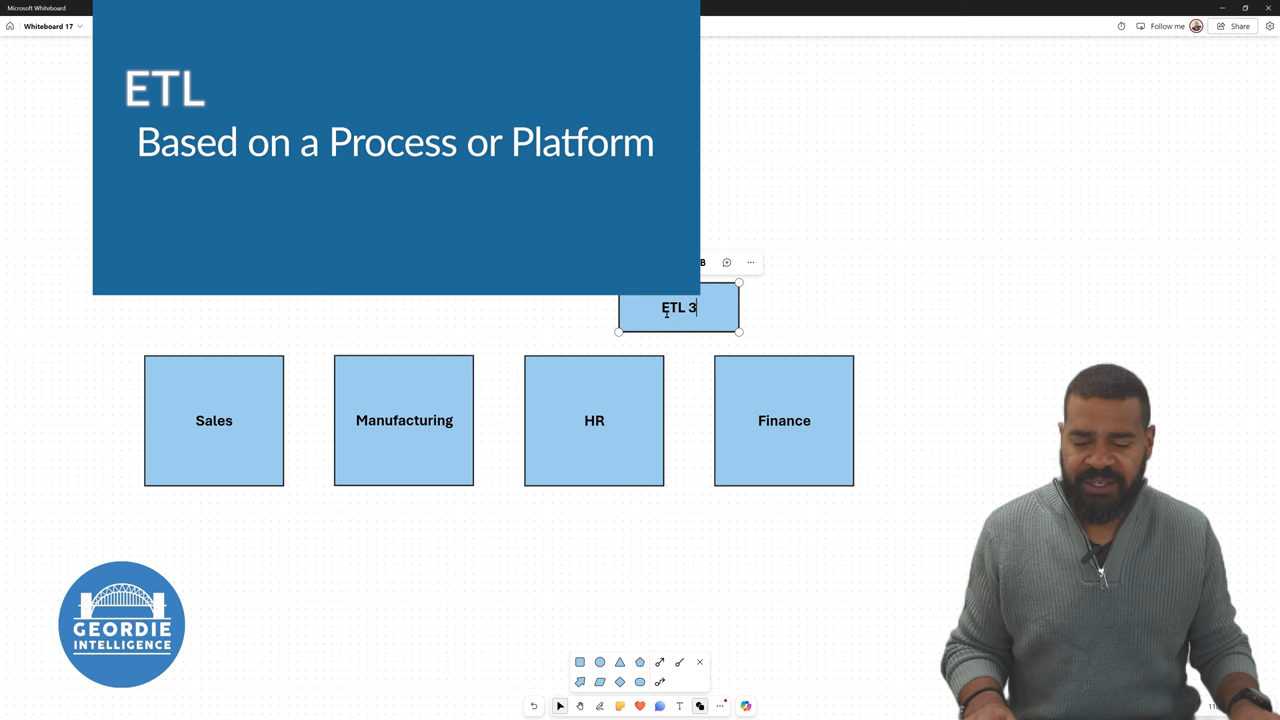 Microsoft Whiteboard
Whiteboard 17
Follow me
Share
ETL
Based on a Process or Platform
B
ETL 3
Sales
Manufacturing
HR
Finance
GEORDIE
INTELLIGENCE
T